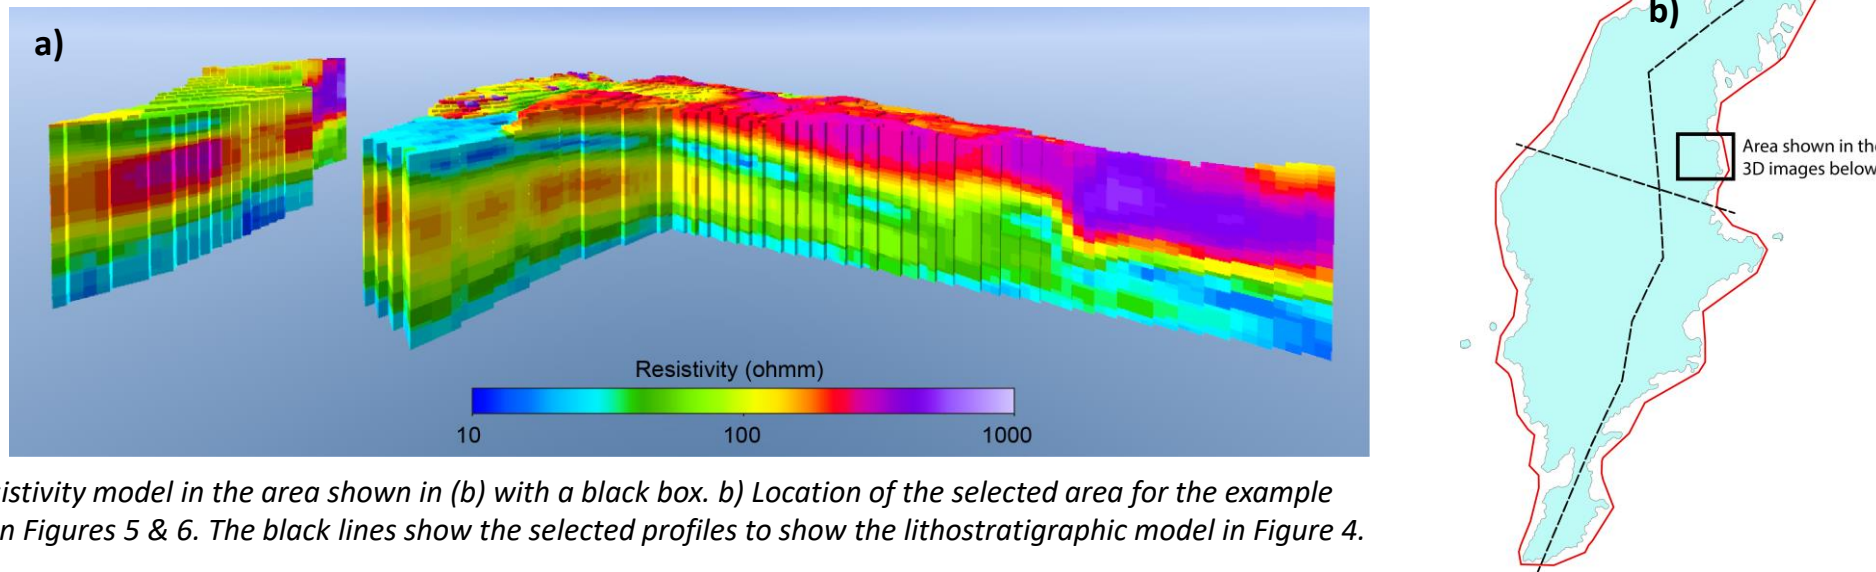 a)
Resistivity (ohmm)
10 100 1000
b)
Area shown in the
3D images below
sistivity model in the area shown in (b) with a black box. b) Location of the selected area for the example
n Figures 5 & 6. The black lines show the selected profiles to show the lithostratigraphic model in Figure 4.